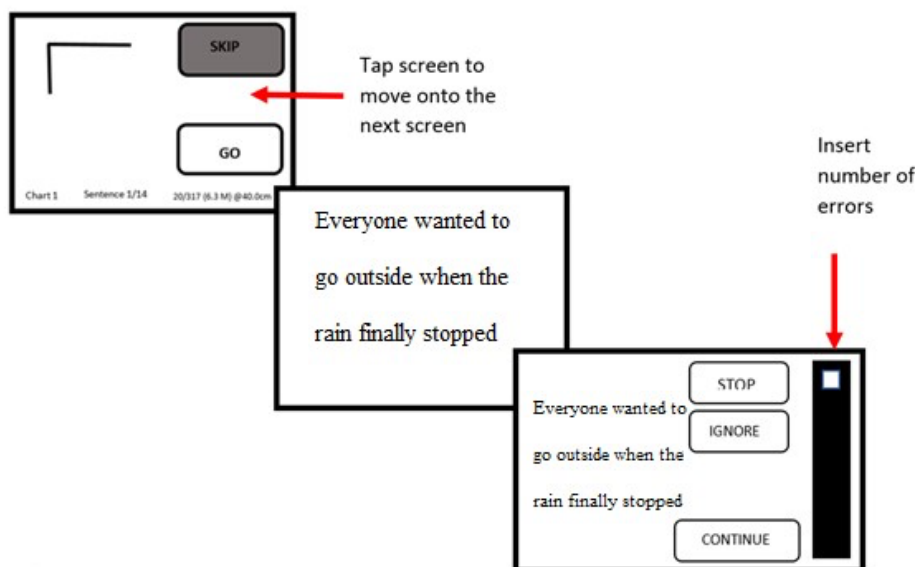 SKIP
GO
Chart 1 Sentence 1/14 20/317 (6.3 M) @40.0cm
Tap screen to
move onto the
next screen
Everyone wanted to
go outside when the
rain finally stopped
Insert
number of
errors
STOP
Everyone wanted to
IGNORE
go outside when the
rain finally stopped
CONTINUE